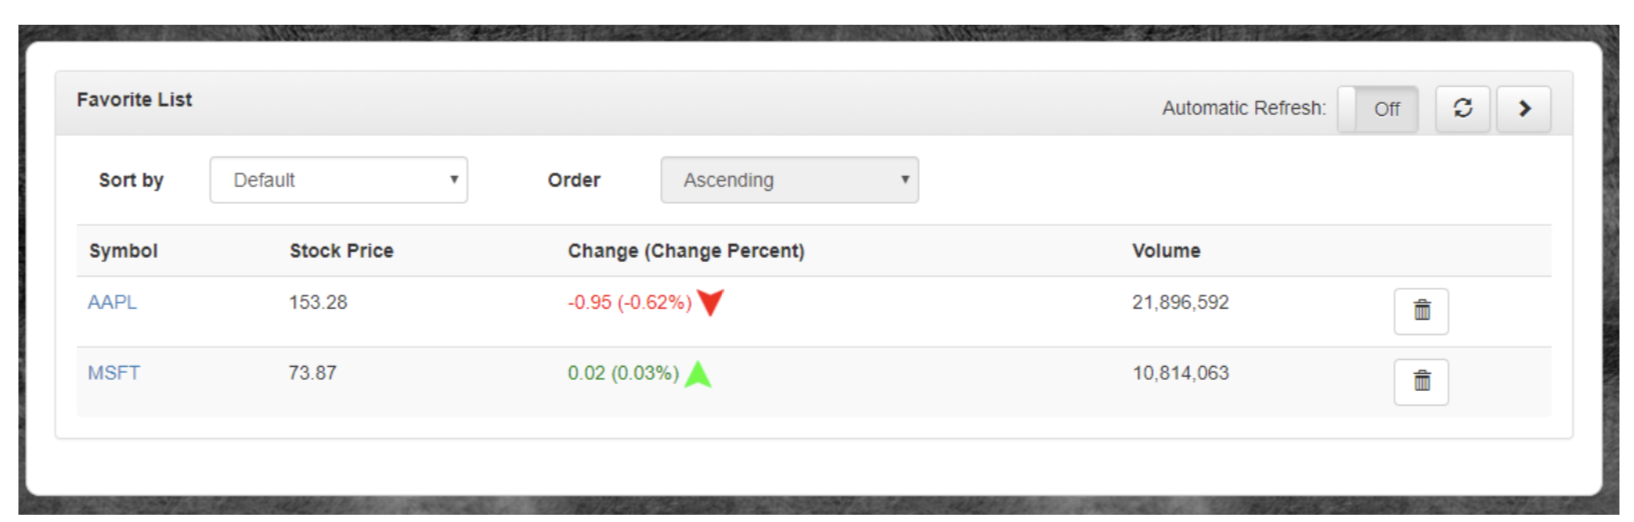 Favorite List
Automatic Refresh: Off
Sort by Default Order Ascending
Symbol Stock Price Change (Change Percent) Volume
AAPL 153.28 -0.95 (-0.62%) 21,896,592
MSFT 73.87 0.02 (0.03%) 10,814,063